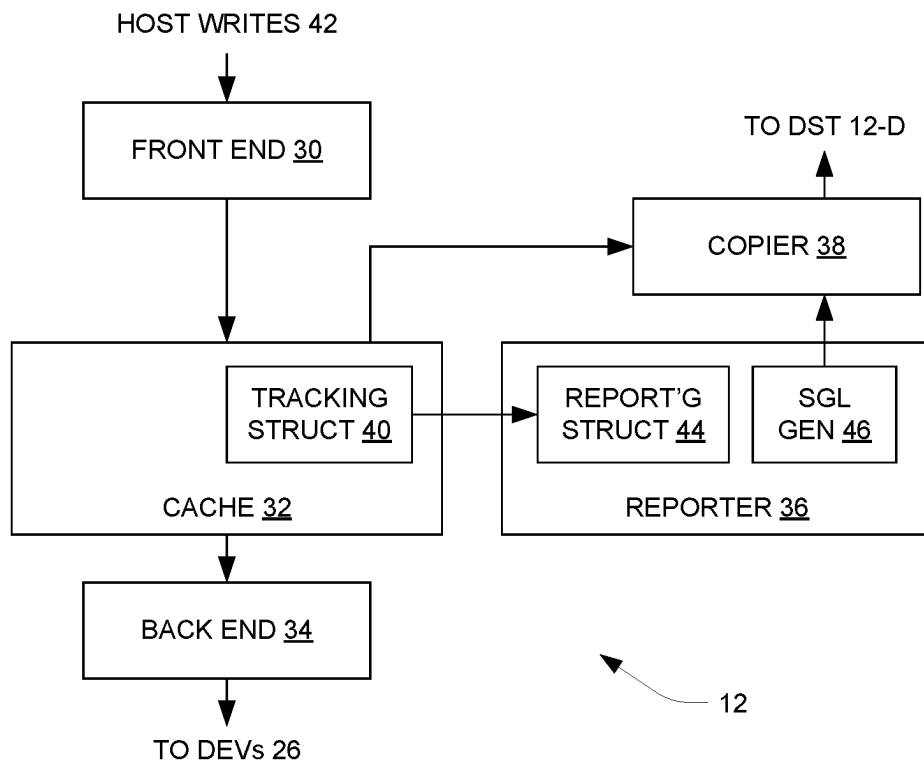 HOST WRITES 42
FRONT END 30
TO DST 12-D
COPIER 38
TRACKING
STRUCT 40
REPORT'G
STRUCT 44
SGL
GEN 46
CACHE 32
REPORTER 36
BACK END 34
12
TO DEVs 26